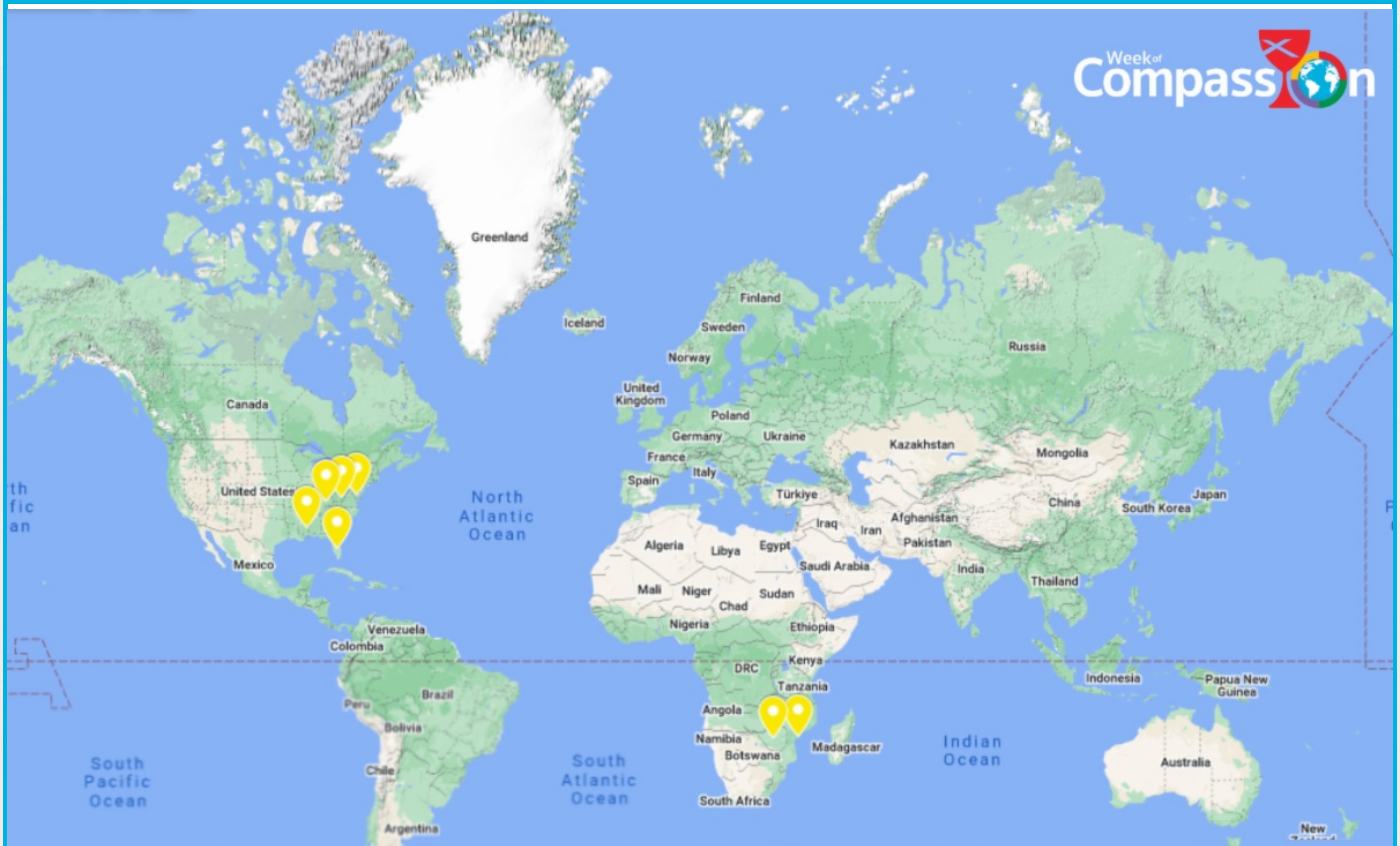 Week of
Compassion
Greenland
Iceland
Finland
Sweden
Norway
Russia
United
Kingdom
Canada
Poland
Germany
Ukraine
France
Kazakhstan
Mongolia
Italy
Spain
United States
North
Atlantic
Ocean
Türkiye
Japan
China
South Korea
Iraq
Iran
Afghanistan
Pakistan
Algeria
Libya
Egypt
Saudi Arabia
Mexico
India
Thailand
Mali
Niger
Chad
Sudan
Nigeria
Ethiopia
Venezuela
Colombia
DRC
Kenya
Tanzania
Indonesia
Papua New
Guinea
Brazil
Peru
Angola
Bolivia
Namibia
Botswana
Madagascar
Indian
Ocean
South
Pacific
Ocean
South
Atlantic
Ocean
Chile
Australia
South Africa
Argentina
New